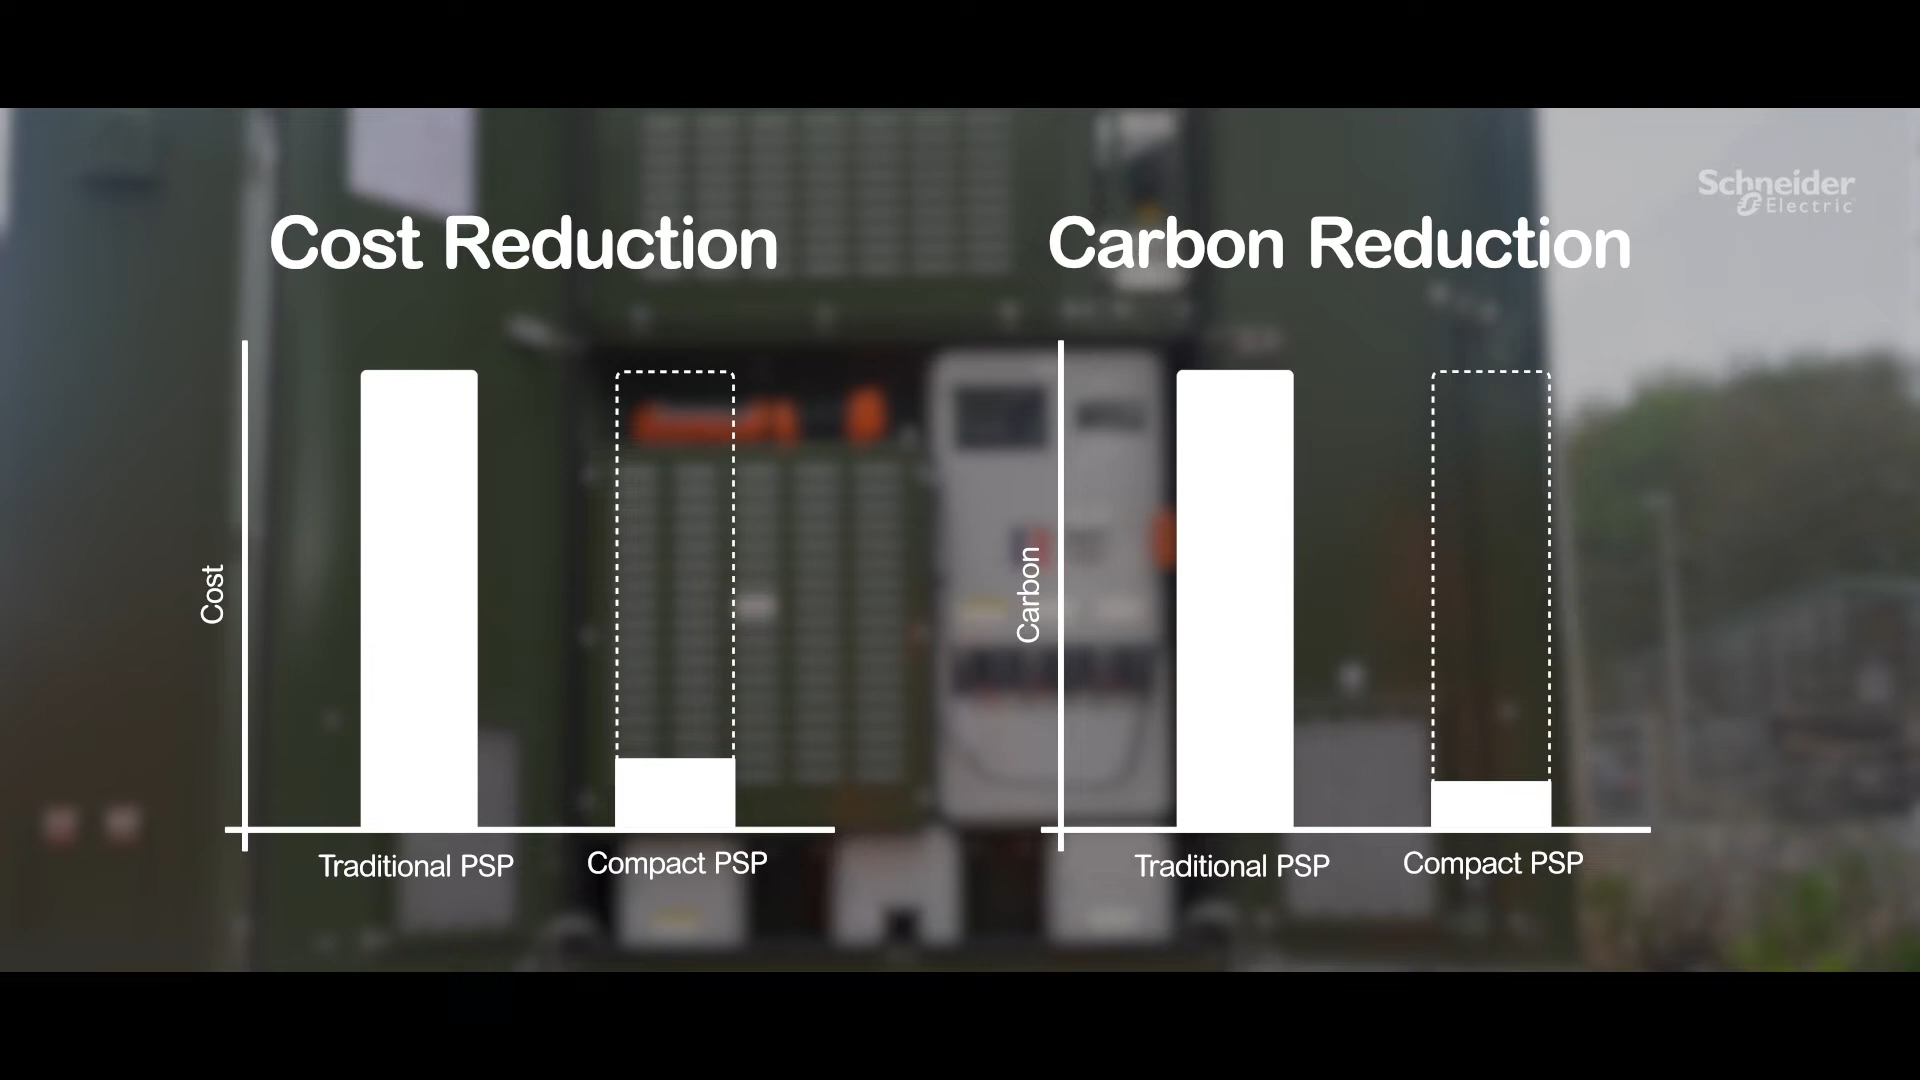 Schneider
Electric
Cost Reduction
Cost
Traditional PSP
Compact PSP
Carbon Reduction
Carbon
Traditional PSP
Compact PSP